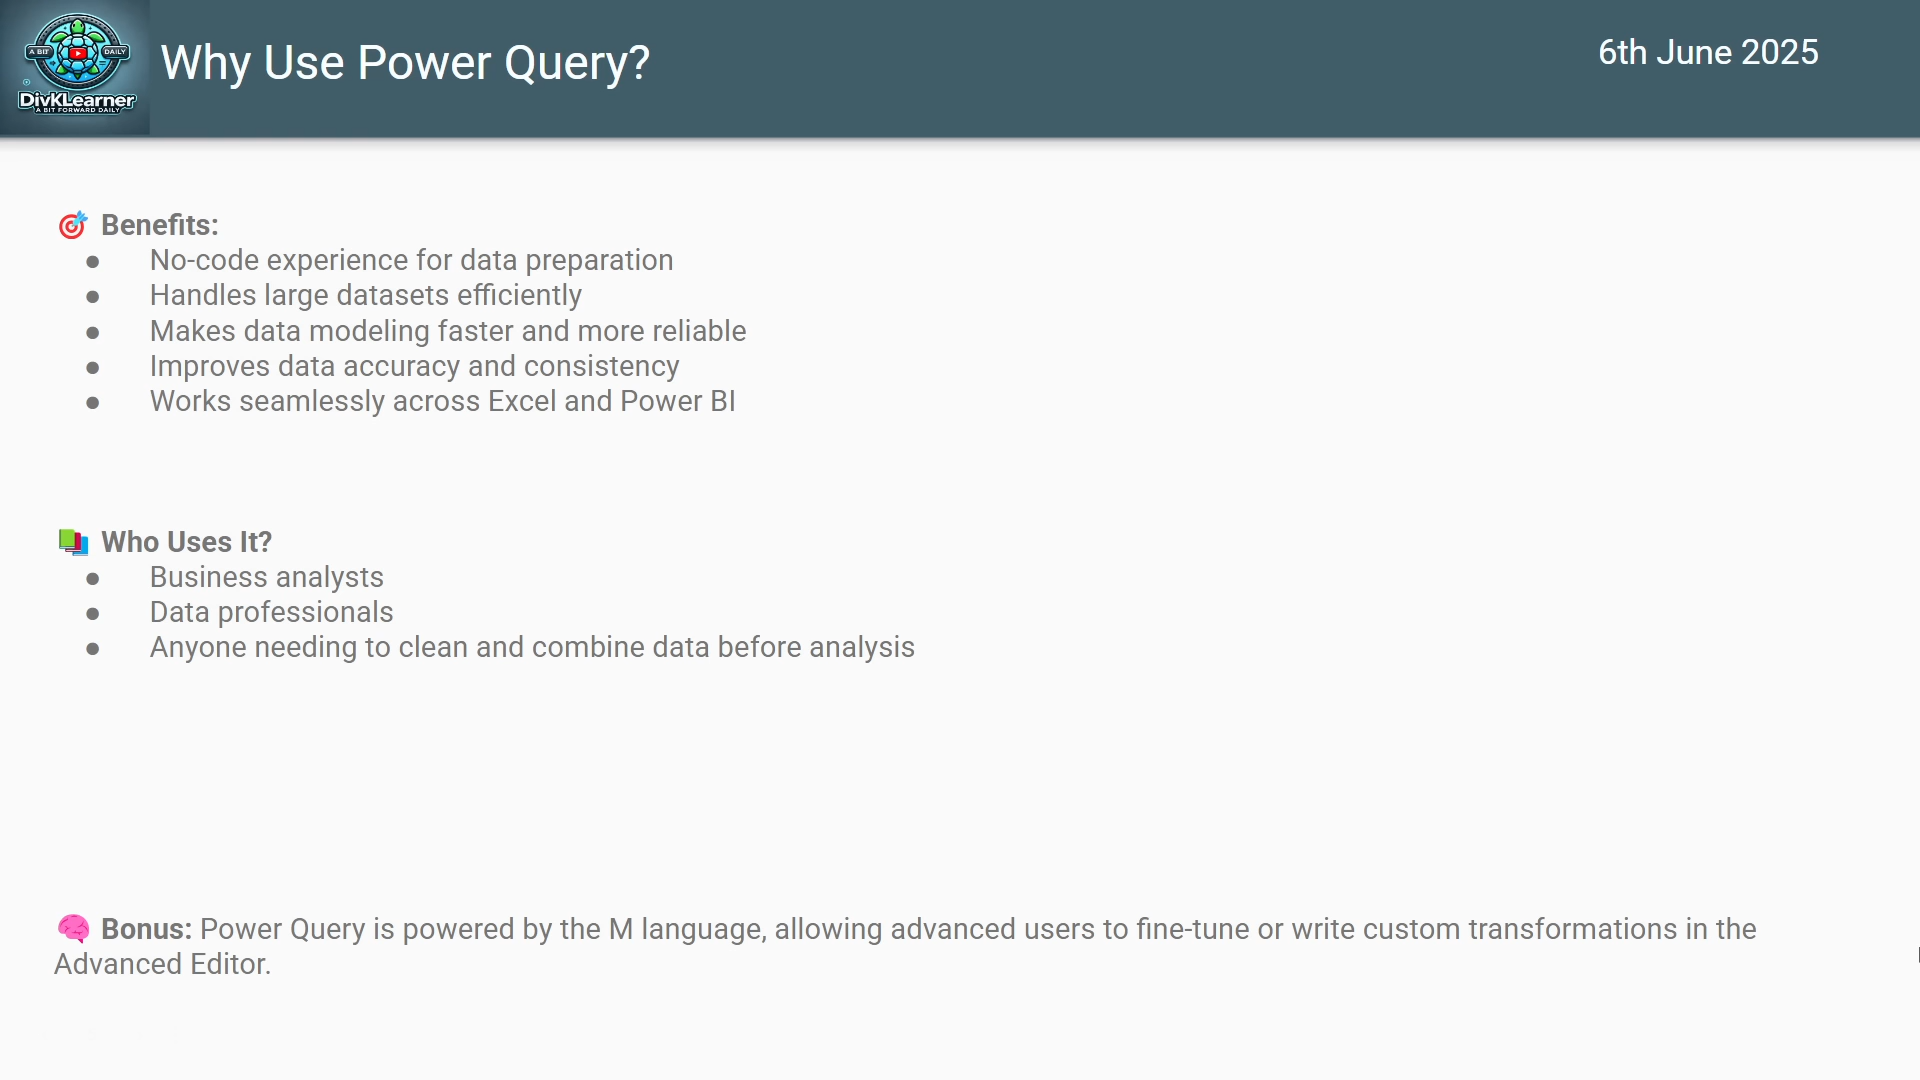 A BIT DAILY
DivKLearner
A BIT FORWARD DAILY
Why Use Power Query?
6th June 2025
🎯 Benefits:
● No-code experience for data preparation
● Handles large datasets efficiently
● Makes data modeling faster and more reliable
● Improves data accuracy and consistency
● Works seamlessly across Excel and Power BI
📚 Who Uses It?
● Business analysts
● Data professionals
● Anyone needing to clean and combine data before analysis
🧠 Bonus: Power Query is powered by the M language, allowing advanced users to fine-tune or write custom transformations in the
Advanced Editor.